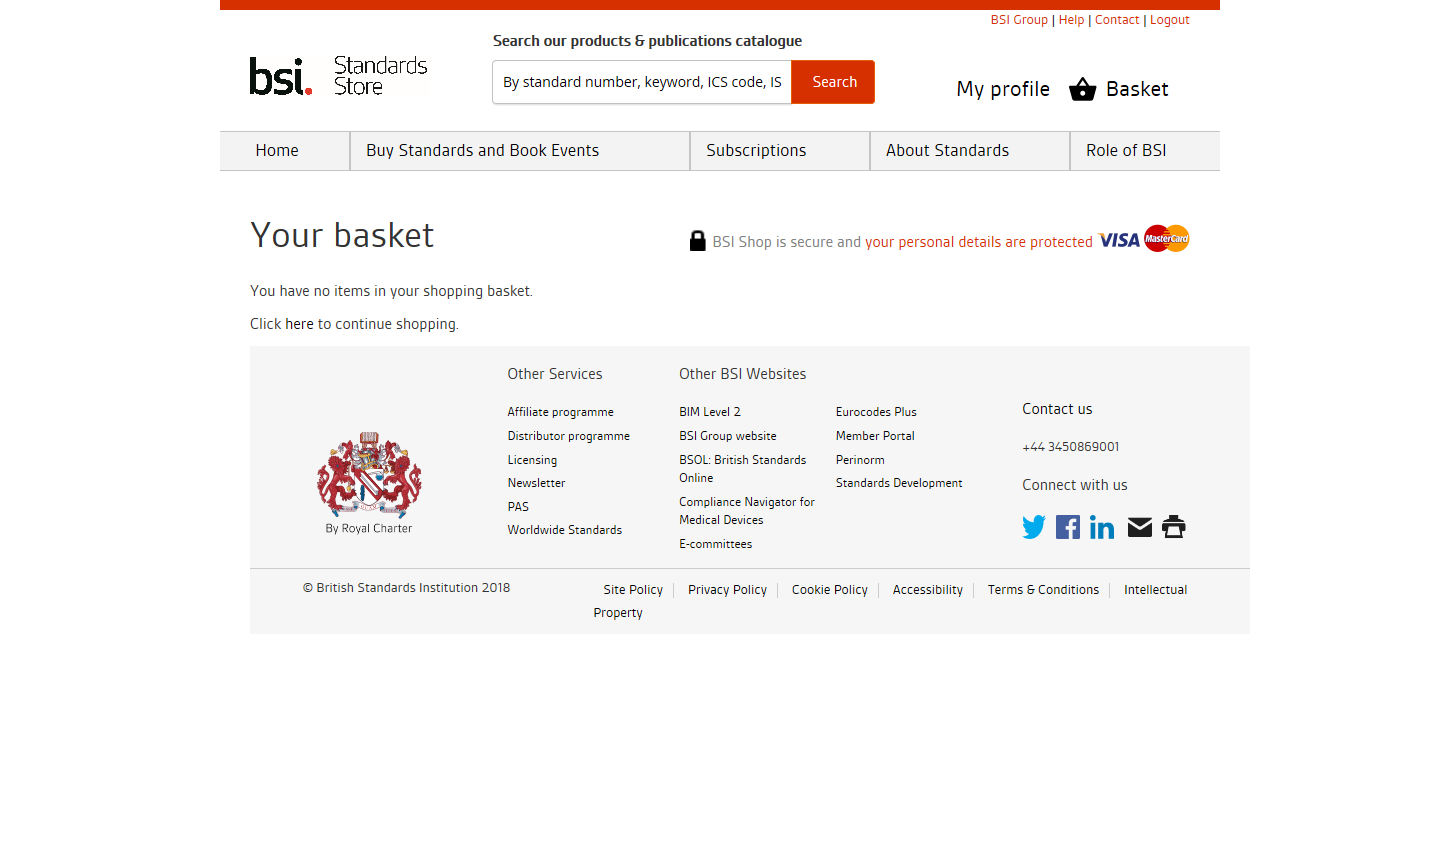 BSI Group | Help | Contact | Logout
Search our products & publications catalogue
bsi. Standards Store
By standard number, keyword, ICS code, IS Search
My profile Basket
Home Buy Standards and Book Events Subscriptions About Standards Role of BSI
Your basket
BSI Shop is secure and your personal details are protected VISA MasterCard
You have no items in your shopping basket.
Click here to continue shopping.
By Royal Charter
Other Services
Affiliate programme
Distributor programme
Licensing
Newsletter
PAS
Worldwide Standards
Other BSI Websites
BIM Level 2
BSI Group website
BSOL: British Standards
Online
Compliance Navigator for
Medical Devices
E-committees
Eurocodes Plus
Member Portal
Perinorm
Standards Development
Contact us
+44 3450869001
Connect with us
© British Standards Institution 2018
Site Policy Privacy Policy Cookie Policy Accessibility Terms & Conditions Intellectual
Property